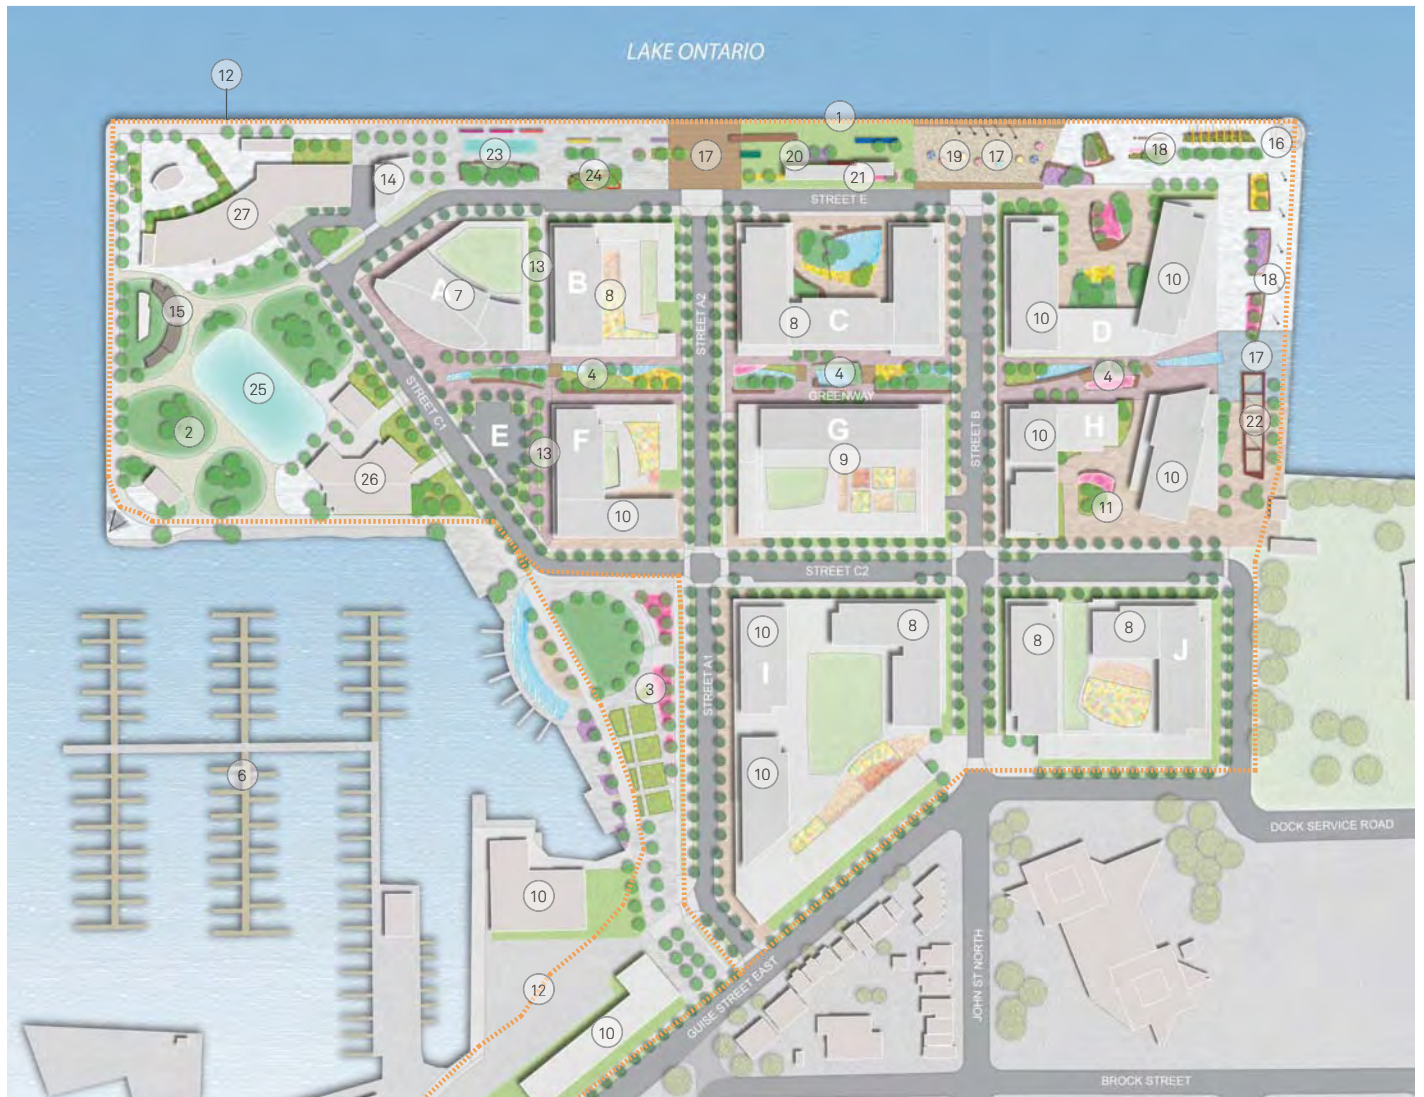 LAKE ONTARIO
12
1
16
23
17
20
19
17
18
14
24
21
27
STREET E
13
B
10
18
A
7
8
15
8
C
10
D
STREET A2
17
4
4
4
25
GREENWAY
STREET C1
22
2
E
F
G
STREET B
10
H
13
9
26
10
10
11
STREET C2
10
8
8
8
I
J
3
STREET A1
6
10
DOCK SERVICE ROAD
10
12
JOHN ST NORTH
GUISE STREET EAST
10
BROCK STREET